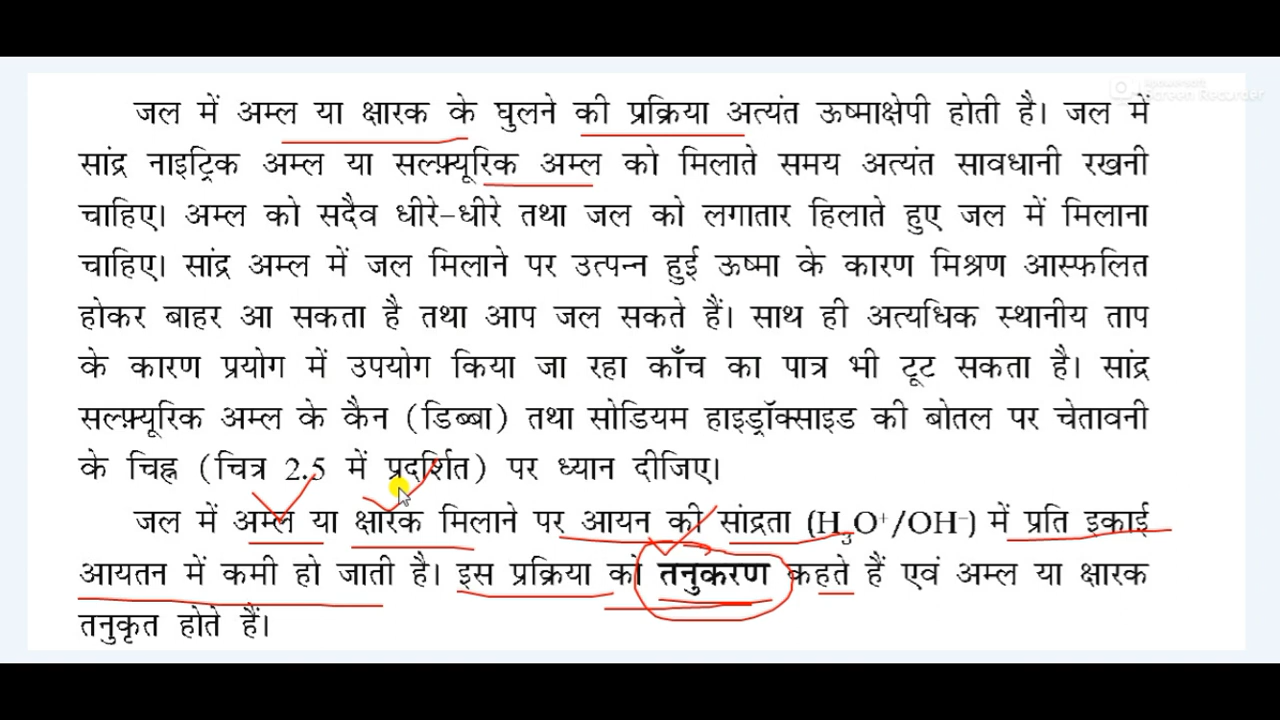 जल में अम्ल या क्षारक के घुलने की प्रक्रिया अत्यंत ऊष्माक्षेपी होती है। जल में
सांद्र नाइट्रिक अम्ल या सल्फ़्यूरिक अम्ल को मिलाते समय अत्यंत सावधानी रखनी
चाहिए। अम्ल को सदैव धीरे-धीरे तथा जल को लगातार हिलाते हुए जल में मिलाना
चाहिए। सांद्र अम्ल में जल मिलाने पर उत्पन्न हुई ऊष्मा के कारण मिश्रण आस्फलित
होकर बाहर आ सकता है तथा आप जल सकते हैं। साथ ही अत्यधिक स्थानीय ताप
के कारण प्रयोग में उपयोग किया जा रहा काँच का पात्र भी टूट सकता है। सांद्र
सल्फ़्यूरिक अम्ल के कैन (डिब्बा) तथा सोडियम हाइड्रॉक्साइड की बोतल पर चेतावनी
के चिह्न (चित्र 2.5 में प्रदर्शित) पर ध्यान दीजिए।
जल में अम्ल या क्षारक मिलाने पर आयन की सांद्रता (H₃O⁺/OH⁻) में प्रति इकाई
आयतन में कमी हो जाती है। इस प्रक्रिया को तनुकरण कहते हैं एवं अम्ल या क्षारक
तनुकृत होते हैं।
Screen Recorder